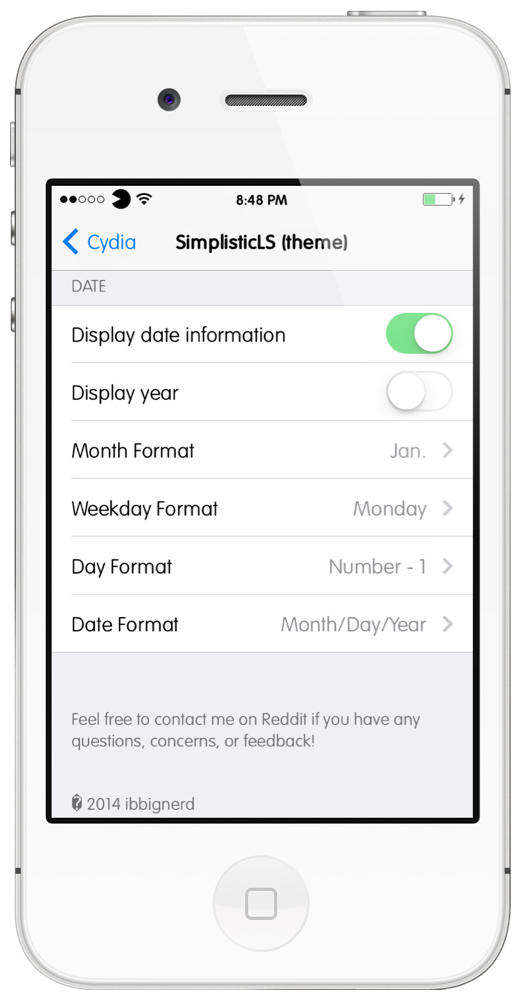 8:48 PM
Cydia
SimplisticLS (theme)
DATE
Display date information
Display year
Month Format
Jan.
Weekday Format
Monday
Day Format
Number - 1
Date Format
Month/Day/Year
Feel free to contact me on Reddit if you have any
questions, concerns, or feedback!
2014 ibbignerd